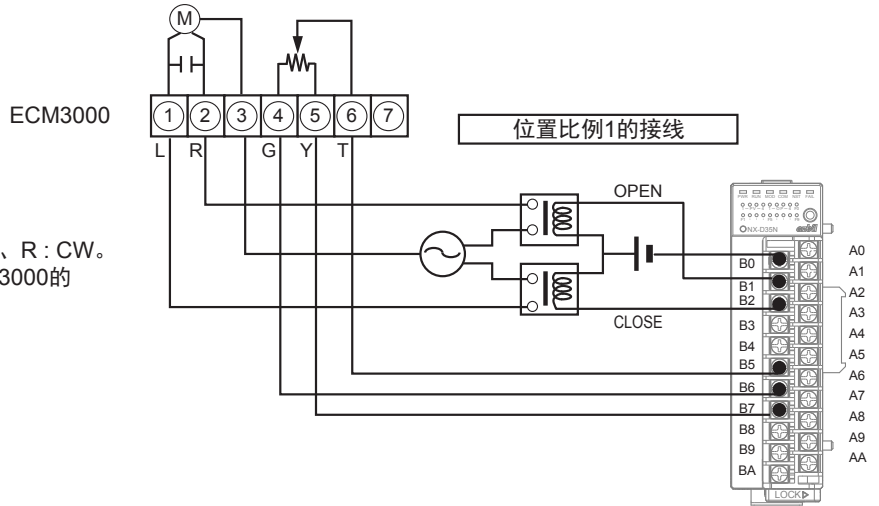 M
ECM3000
1 2 3 4 5 6 7
L R G Y T
位置比例1的接线
OPEN
、R : CW。
3000的
CLOSE
NX-D35N
B0
B1
B2
B3
B4
B5
B6
B7
B8
B9
BA
A0
A1
A2
A3
A4
A5
A6
A7
A8
A9
AA
LOCK